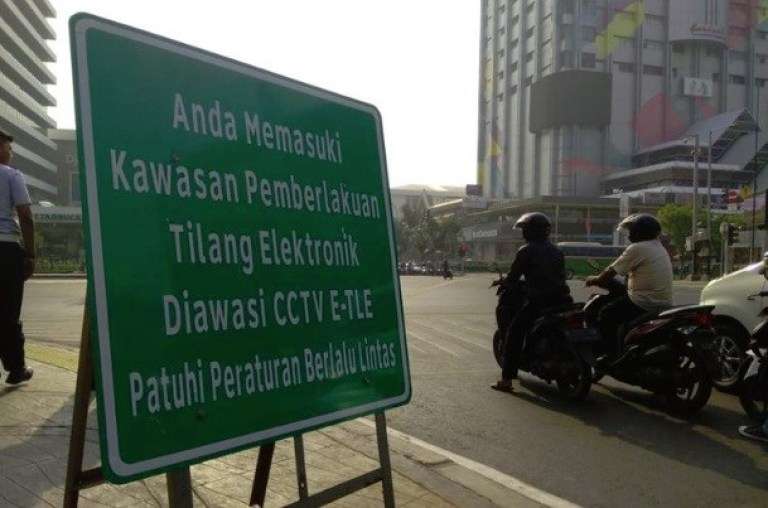 Anda Memasuki
Kawasan Pemberlakuan
Tilang Elektronik
Diawasi CCTV E-TLE
Patuhi Peraturan Berlalu Lintas